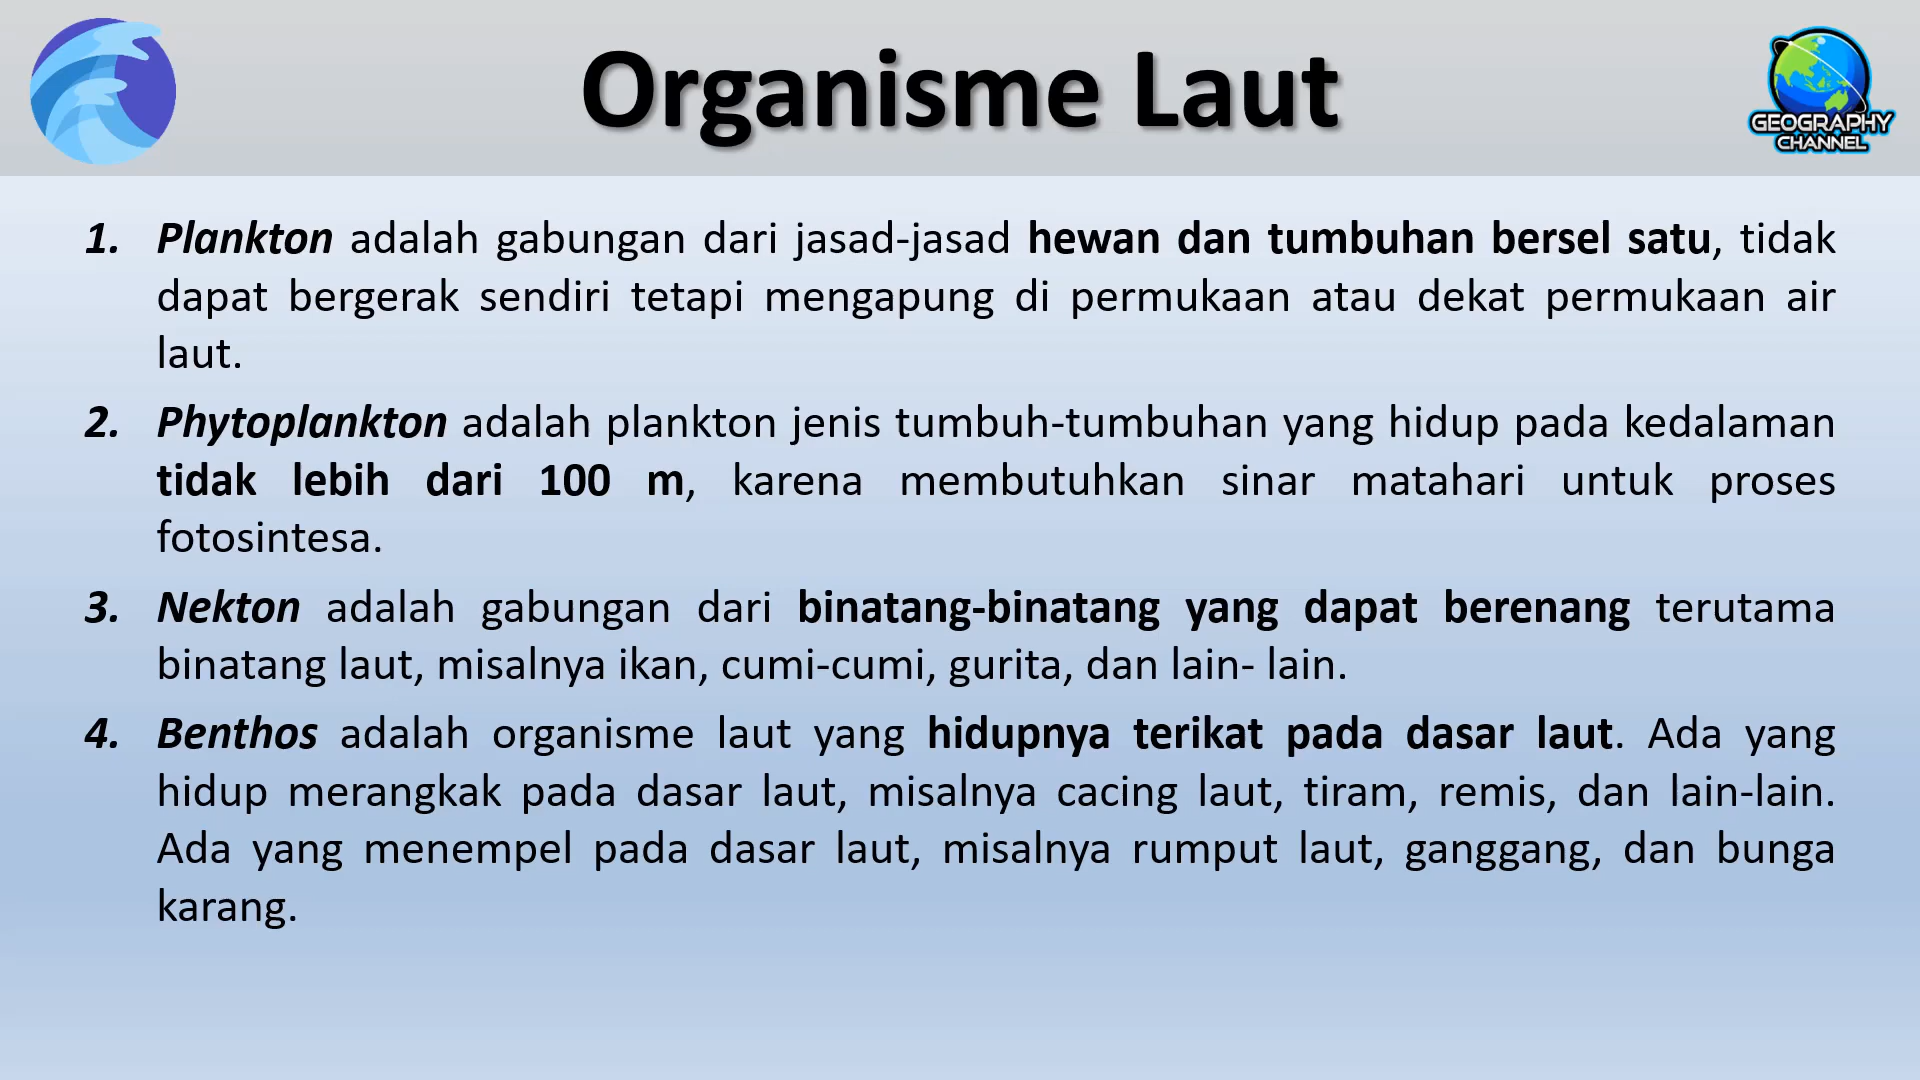 Organisme Laut
GEOGRAPHY
CHANNEL
1. Plankton adalah gabungan dari jasad-jasad hewan dan tumbuhan bersel satu, tidak
dapat bergerak sendiri tetapi mengapung di permukaan atau dekat permukaan air
laut.
2. Phytoplankton adalah plankton jenis tumbuh-tumbuhan yang hidup pada kedalaman
tidak lebih dari 100 m, karena membutuhkan sinar matahari untuk proses
fotosintesa.
3. Nekton adalah gabungan dari binatang-binatang yang dapat berenang terutama
binatang laut, misalnya ikan, cumi-cumi, gurita, dan lain- lain.
4. Benthos adalah organisme laut yang hidupnya terikat pada dasar laut. Ada yang
hidup merangkak pada dasar laut, misalnya cacing laut, tiram, remis, dan lain-lain.
Ada yang menempel pada dasar laut, misalnya rumput laut, ganggang, dan bunga
karang.